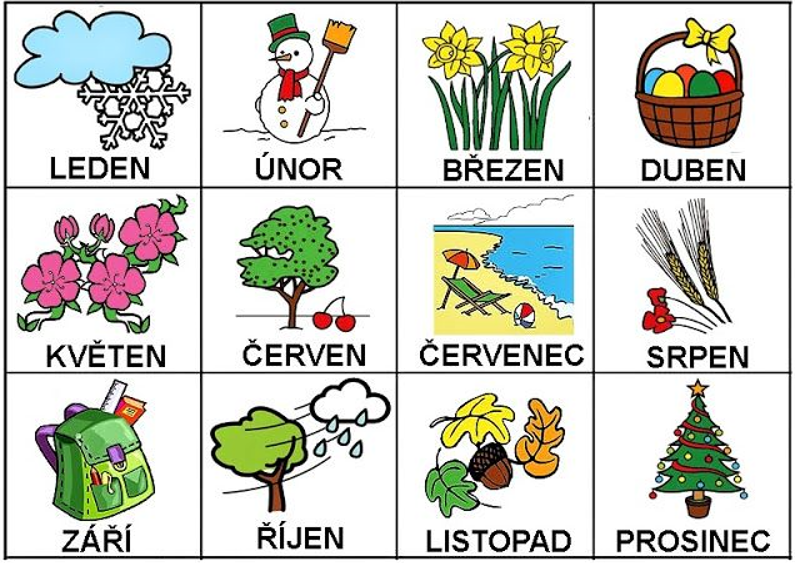 LEDEN
ÚNOR
BŘEZEN
DUBEN
KVĚTEN
ČERVEN
ČERVENEC
SRPEN
ZÁŘÍ
ŘÍJEN
LISTOPAD
PROSINEC